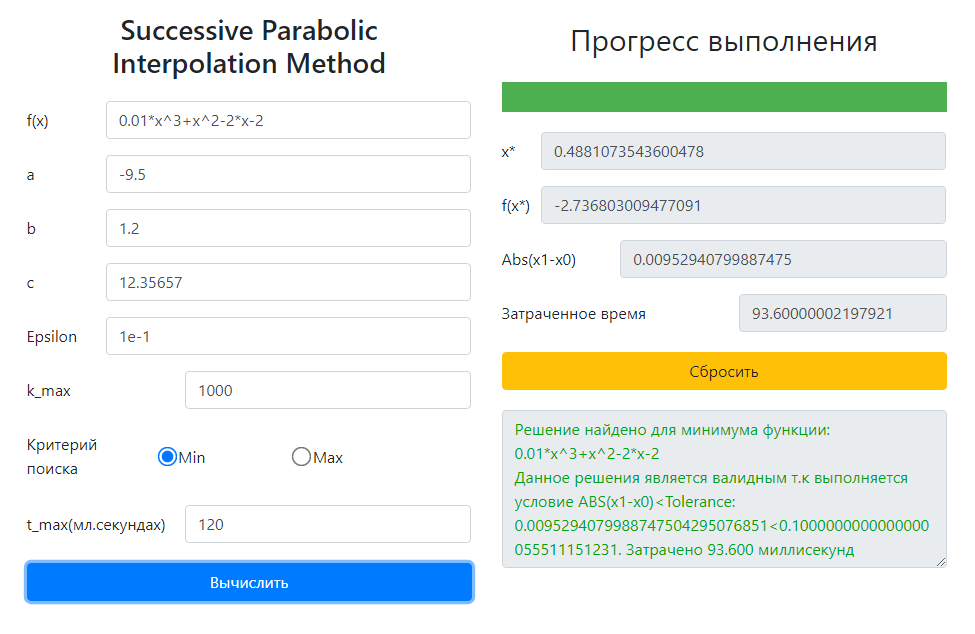 Successive Parabolic
Interpolation Method
f(x)
0.01*x^3+x^2-2*x-2
a
-9.5
b
1.2
c
12.35657
Epsilon
1e-1
k_max
1000
Критерий
поиска
Min
Max
t_max(мл.секундах)
120
Вычислить
Прогресс выполнения
x*
0.4881073543600478
f(x*)
-2.736803009477091
Abs(x1-x0)
0.00952940799887475
Затраченное время
93.60000002197921
Сбросить
Решение найдено для минимума функции:
0.01*x^3+x^2-2*x-2
Данное решения является валидным т.к выполняется
условие ABS(x1-x0)<Tolerance:
0.0095294079988747504295076851<0.1000000000000000
055511151231. Затрачено 93.600 миллисекунд